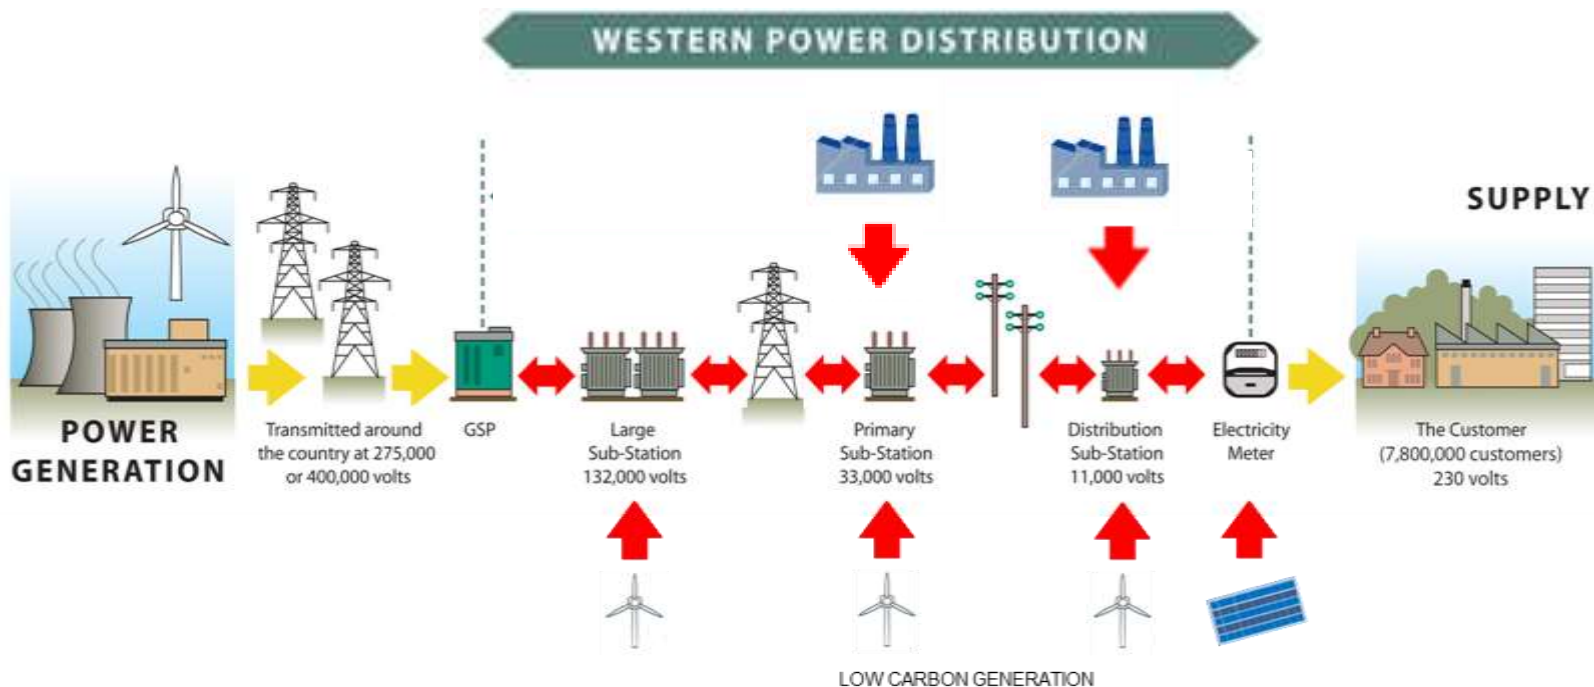 WESTERN POWER DISTRIBUTION
SUPPLY
POWER
GENERATION
Transmitted around
the country at 275,000
or 400,000 volts
GSP
Large
Sub-Station
132,000 volts
Primary
Sub-Station
33,000 volts
Distribution
Sub-Station
11,000 volts
Electricity
Meter
The Customer
(7,800,000 customers)
230 volts
LOW CARBON GENERATION